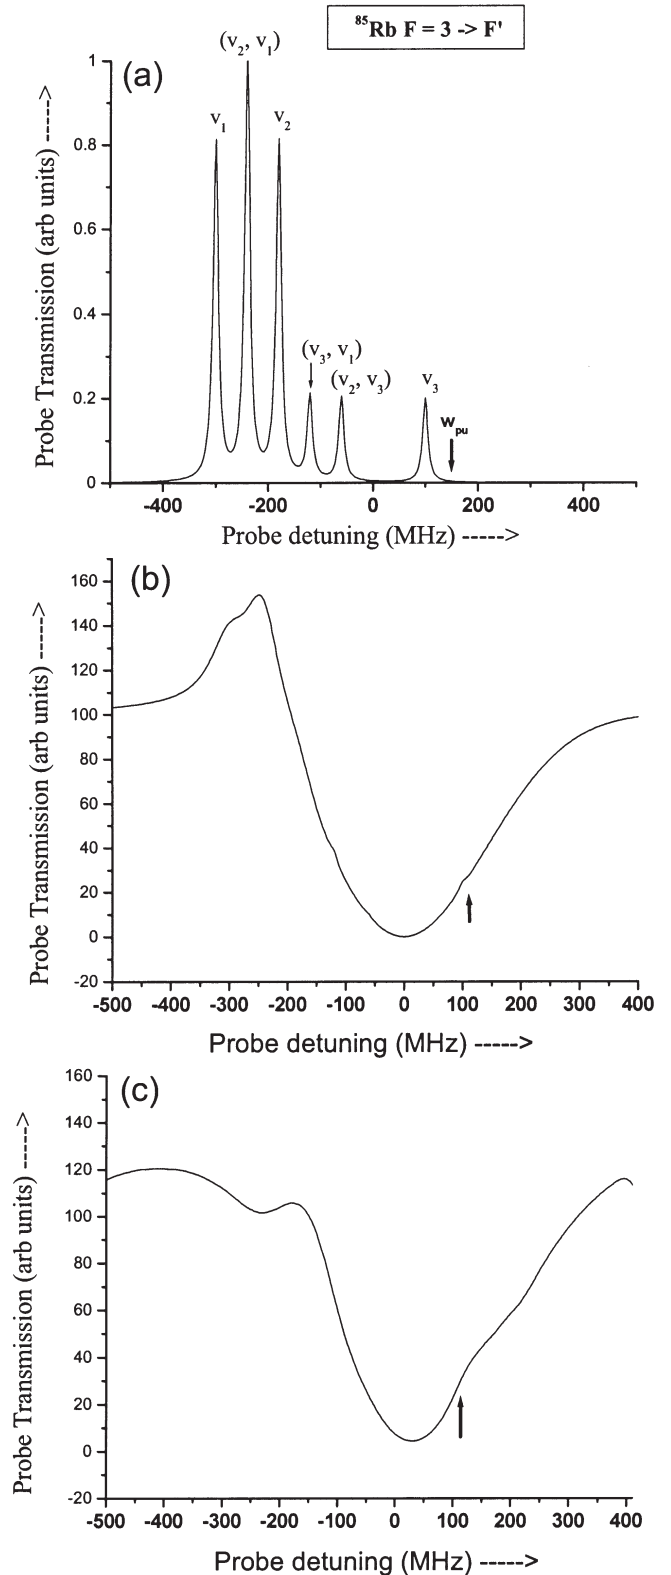 ⁸⁵Rb F = 3 -> F'
(a)
(v₂, v₁)
v₁
v₂
(v₃, v₁)
(v₂, v₃)
v₃
w_pu
Probe Transmission (arb units) ---->
1
0.8
0.6
0.4
0.2
0
-400 -200 0 200 400
Probe detuning (MHz) ----->
(b)
Probe Transmission (arb units) ----->
160
140
120
100
80
60
40
20
0
-20
-500 -400 -300 -200 -100 0 100 200 300 400
Probe detuning (MHz) ----->
(c)
Probe Transmission (arb units) ----->
160
140
120
100
80
60
40
20
0
-20
-500 -400 -300 -200 -100 0 100 200 300 400
Probe detuning (MHz) ----->